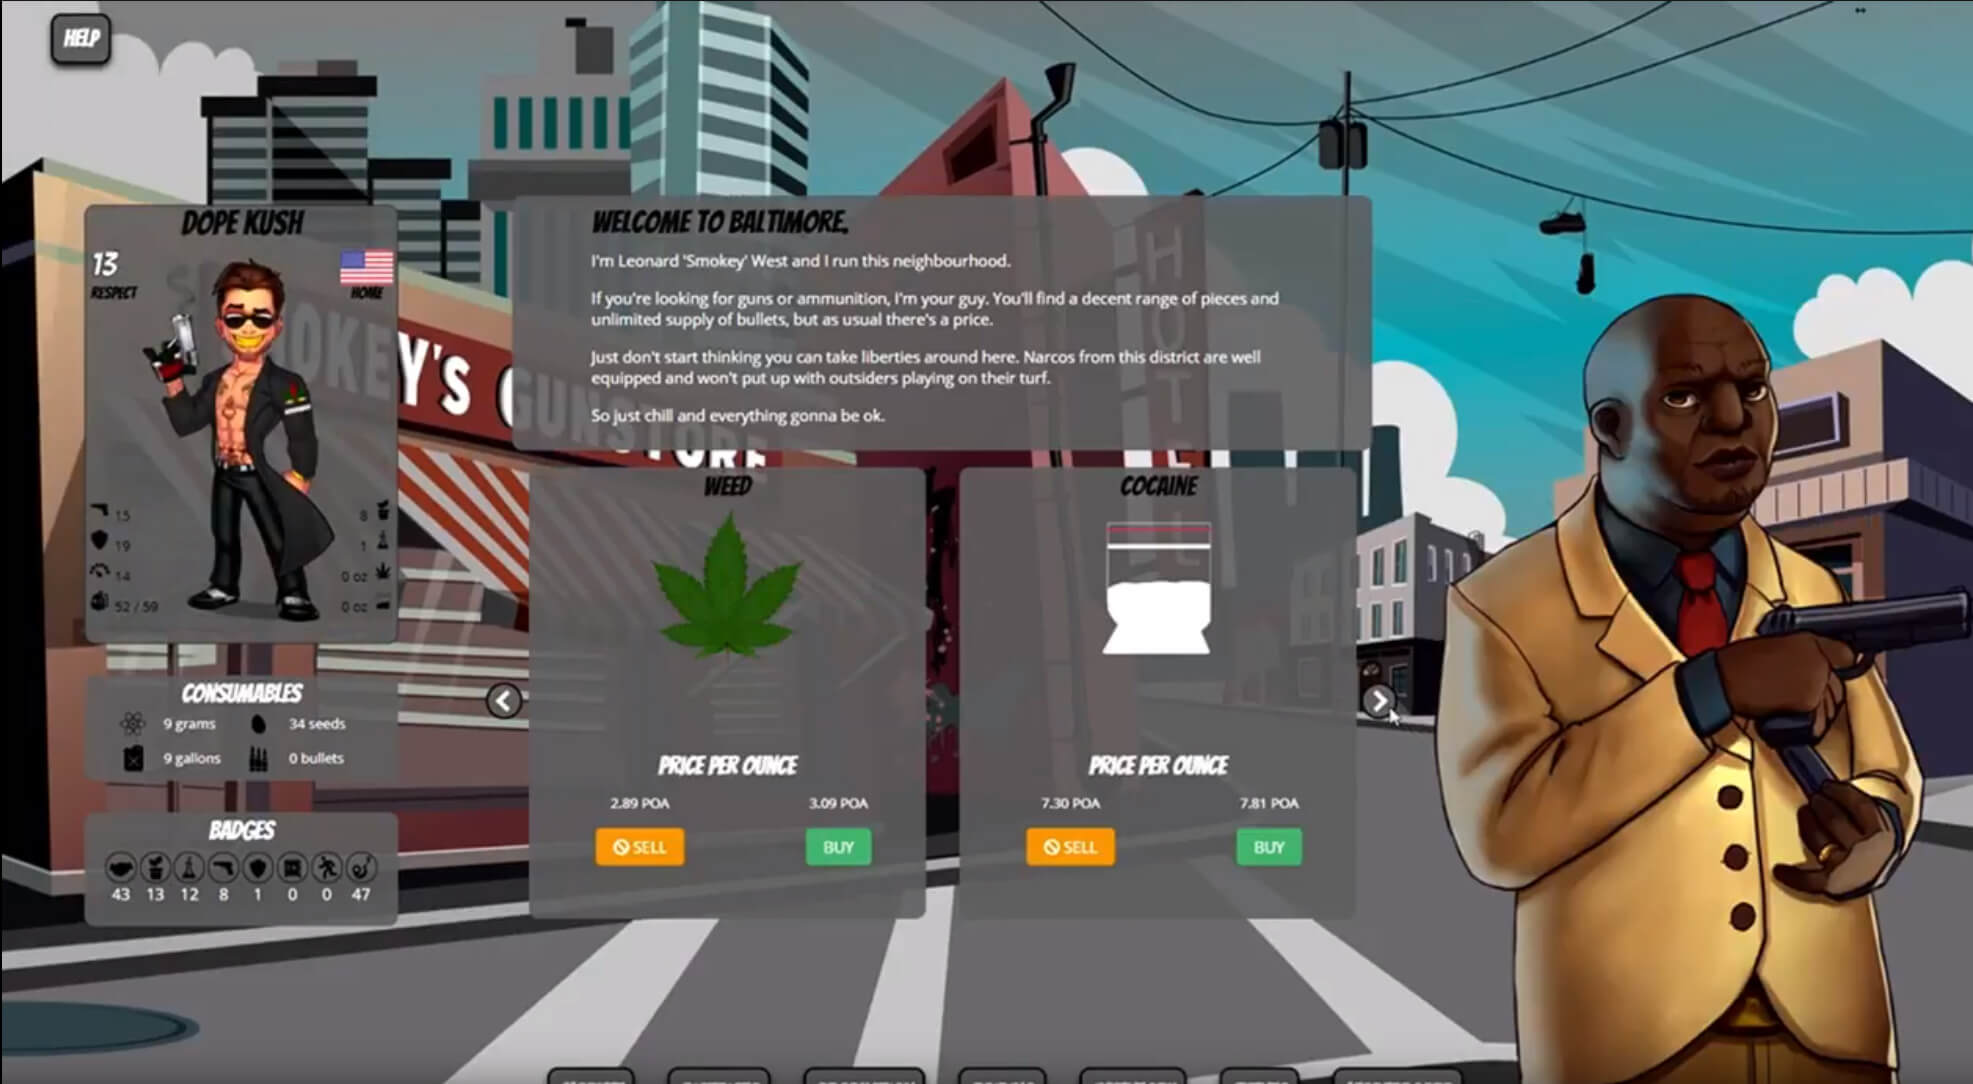 HELP
DOPE KUSH
13
RESPECT
HOME
15
19
14
52 / 59
8
1
0 oz
0 oz
CONSUMABLES
9 grams
34 seeds
9 gallons
0 bullets
BADGES
43 13 12 8 1 0 0 47
SMOKEY'S GUNSTORE
HOTEL
WELCOME TO BALTIMORE.
I'm Leonard 'Smokey' West and I run this neighbourhood.
If you're looking for guns or ammunition, I'm your guy. You'll find a decent range of pieces and
unlimited supply of bullets, but as usual there's a price.
Just don't start thinking you can take liberties around here. Narcos from this district are well
equipped and won't put up with outsiders playing on their turf.
So just chill and everything gonna be ok.
WEED
PRICE PER OUNCE
2.89 POA
3.09 POA
SELL
BUY
COCAINE
PRICE PER OUNCE
7.30 POA
7.81 POA
SELL
BUY